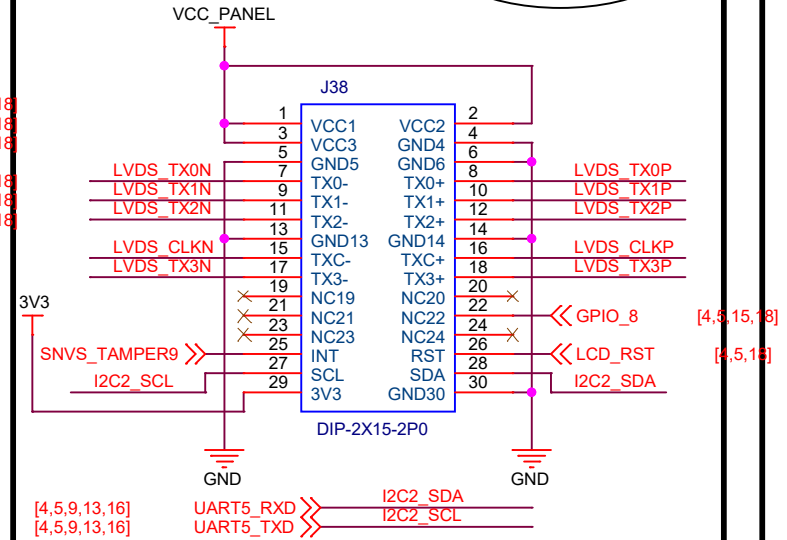 VCC_PANEL
J38
1 VCC1 VCC2 2
3 VCC3 GND4 4
5 GND5 GND6 6
LVDS_TX0N 7 TX0- TX0+ 8 LVDS_TX0P
LVDS_TX1N 9 TX1- TX1+ 10 LVDS_TX1P
LVDS_TX2N 11 TX2- TX2+ 12 LVDS_TX2P
13 GND13 GND14 14
LVDS_CLKN 15 TXC- TXC+ 16 LVDS_CLKP
LVDS_TX3N 17 TX3- TX3+ 18 LVDS_TX3P
19 NC19 NC20 20
3V3 21 NC21 NC22 22 GPIO_8 [4,5,15,18]
23 NC23 NC24 24
SNVS_TAMPER9 25 INT RST 26 LCD_RST [4,5,18]
I2C2_SCL 27 SCL SDA 28 I2C2_SDA
29 3V3 GND30 30
DIP-2X15-2P0
GND GND
[4,5,9,13,16] UART5_RXD I2C2_SDA
[4,5,9,13,16] UART5_TXD I2C2_SCL